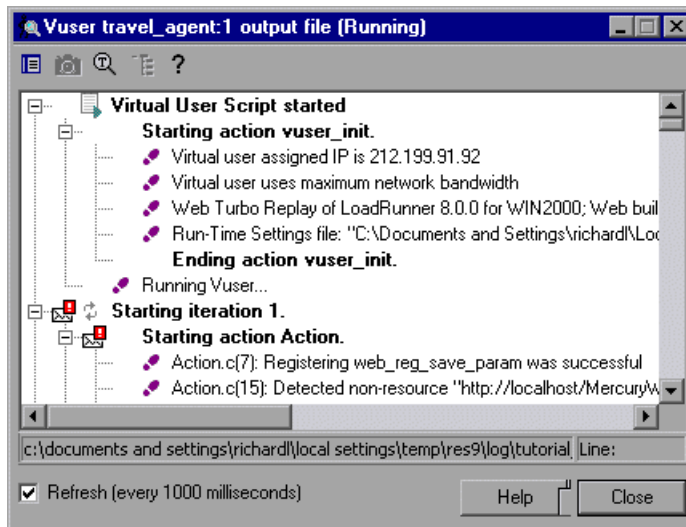 Vuser travel_agent:1 output file (Running)
?
Virtual User Script started
Starting action vuser_init.
Virtual user assigned IP is 212.199.91.92
Virtual user uses maximum network bandwidth
Web Turbo Replay of LoadRunner 8.0.0 for WIN2000; Web buil
Run-Time Settings file: "C:\Documents and Settings\richardl\Loc
Ending action vuser_init.
Running Vuser...
Starting iteration 1.
Starting action Action.
Action.c(7): Registering web_reg_save_param was successful
Action.c(15): Detected non-resource "http://localhost/Mercury\
c:\documents and settings\richardl\local settings\temp\res9\log\tutorial_ Line:
Refresh (every 1000 milliseconds)
Help Close